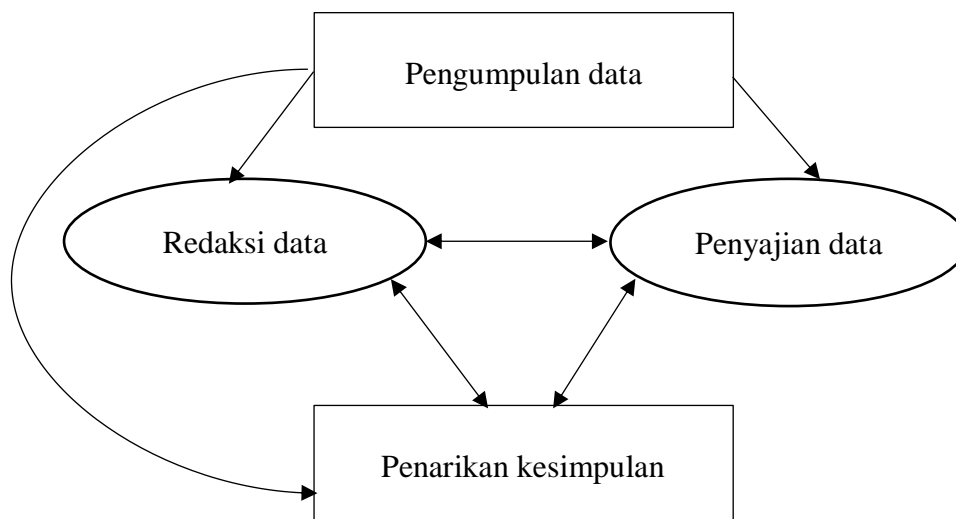 Pengumpulan data
Redaksi data
Penyajian data
Penarikan kesimpulan